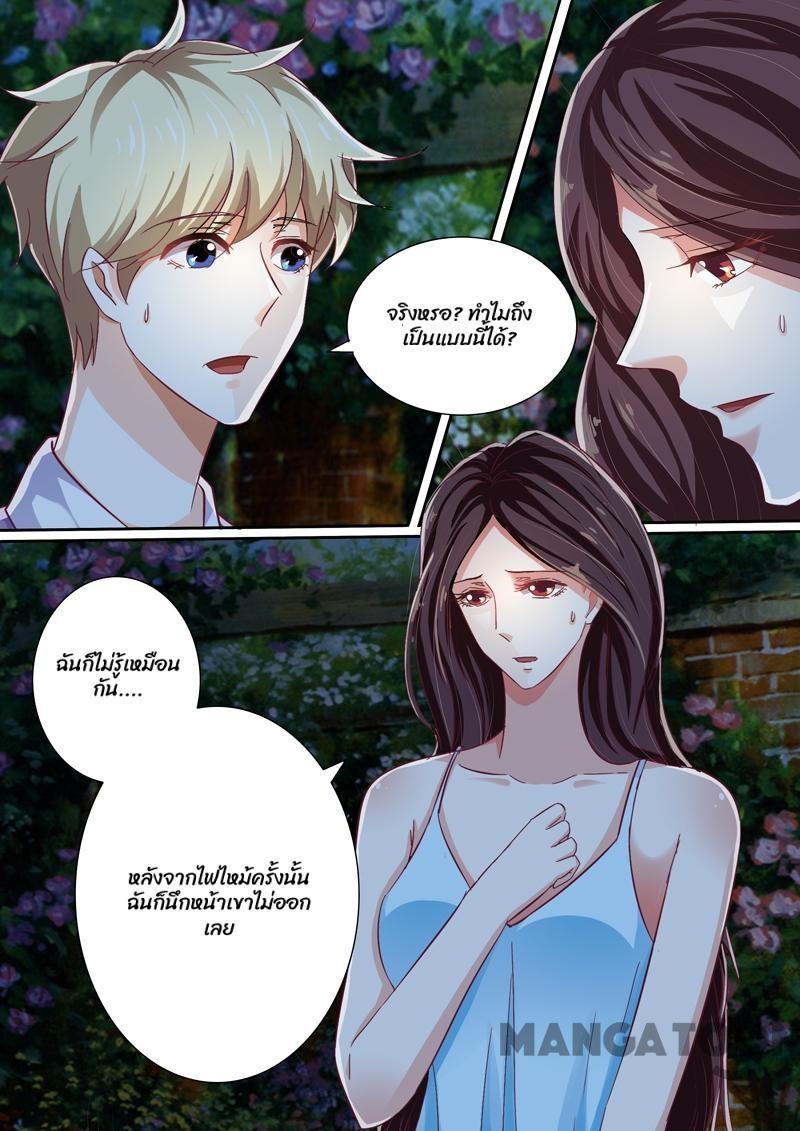 จริงหรอ? ทำไมถึง
เป็นแบบนี้ได้?
ฉันก็ไม่รู้เหมือน
กัน....
หลังจากไฟไหม้ครั้งนั้น
ฉันก็นึกหน้าเขาไม่ออก
เลย
MANGATO